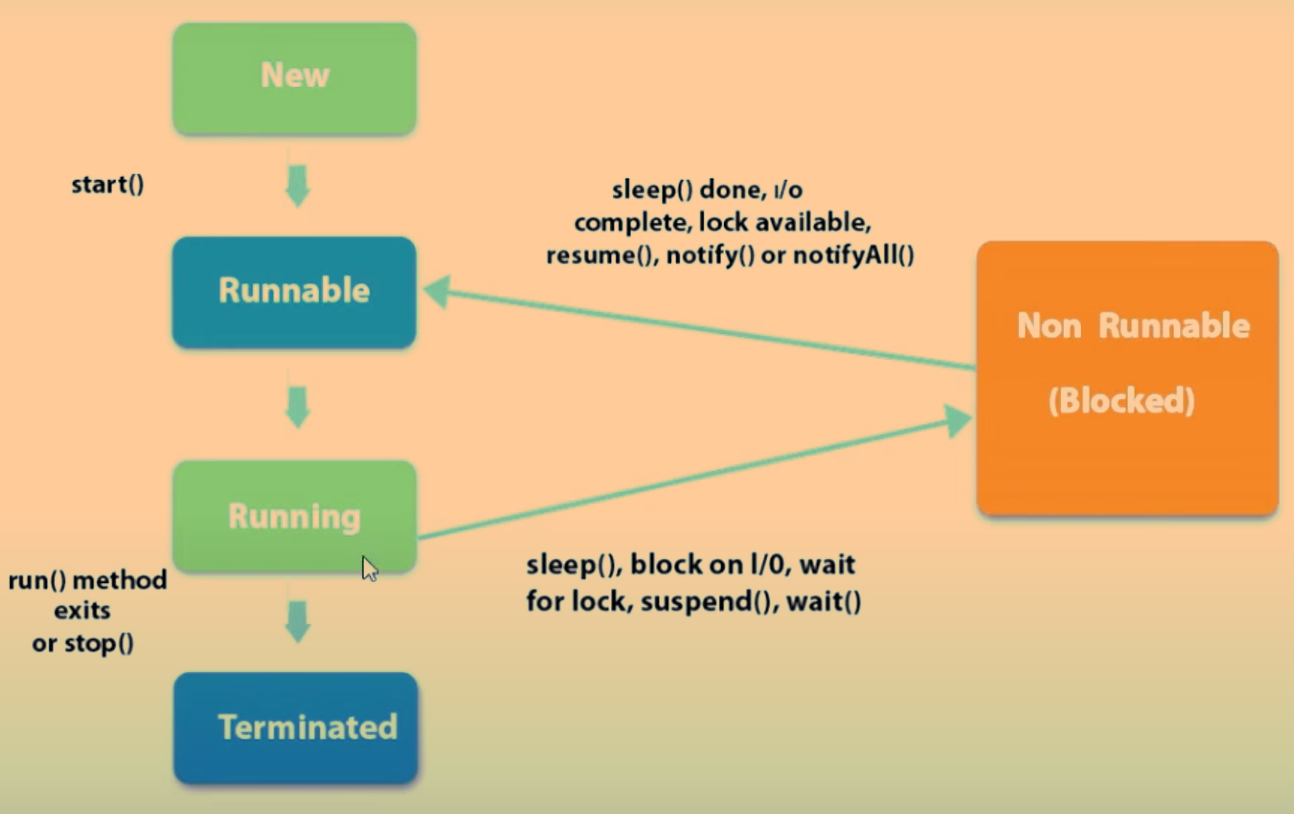 New
start()
sleep() done, i/o
complete, lock available,
resume(), notify() or notifyAll()
Runnable
Non Runnable
(Blocked)
Running
sleep(), block on l/0, wait
for lock, suspend(), wait()
run() method
exits
or stop()
Terminated